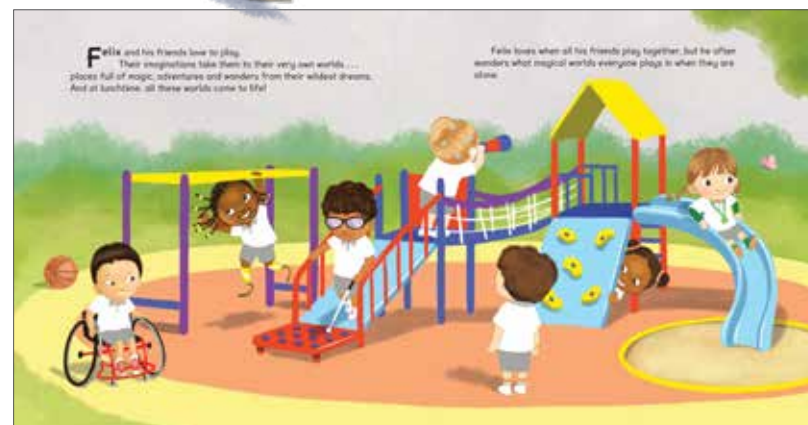 Felix and his friends love to play.
Their imaginations take them to their very own worlds . . .
places full of magic, adventures and wonders from their wildest dreams.
And at lunchtime, all these worlds come to life!
Felix loves when all his friends play together, but he often
wonders what magical worlds everyone plays in when they are
alone.